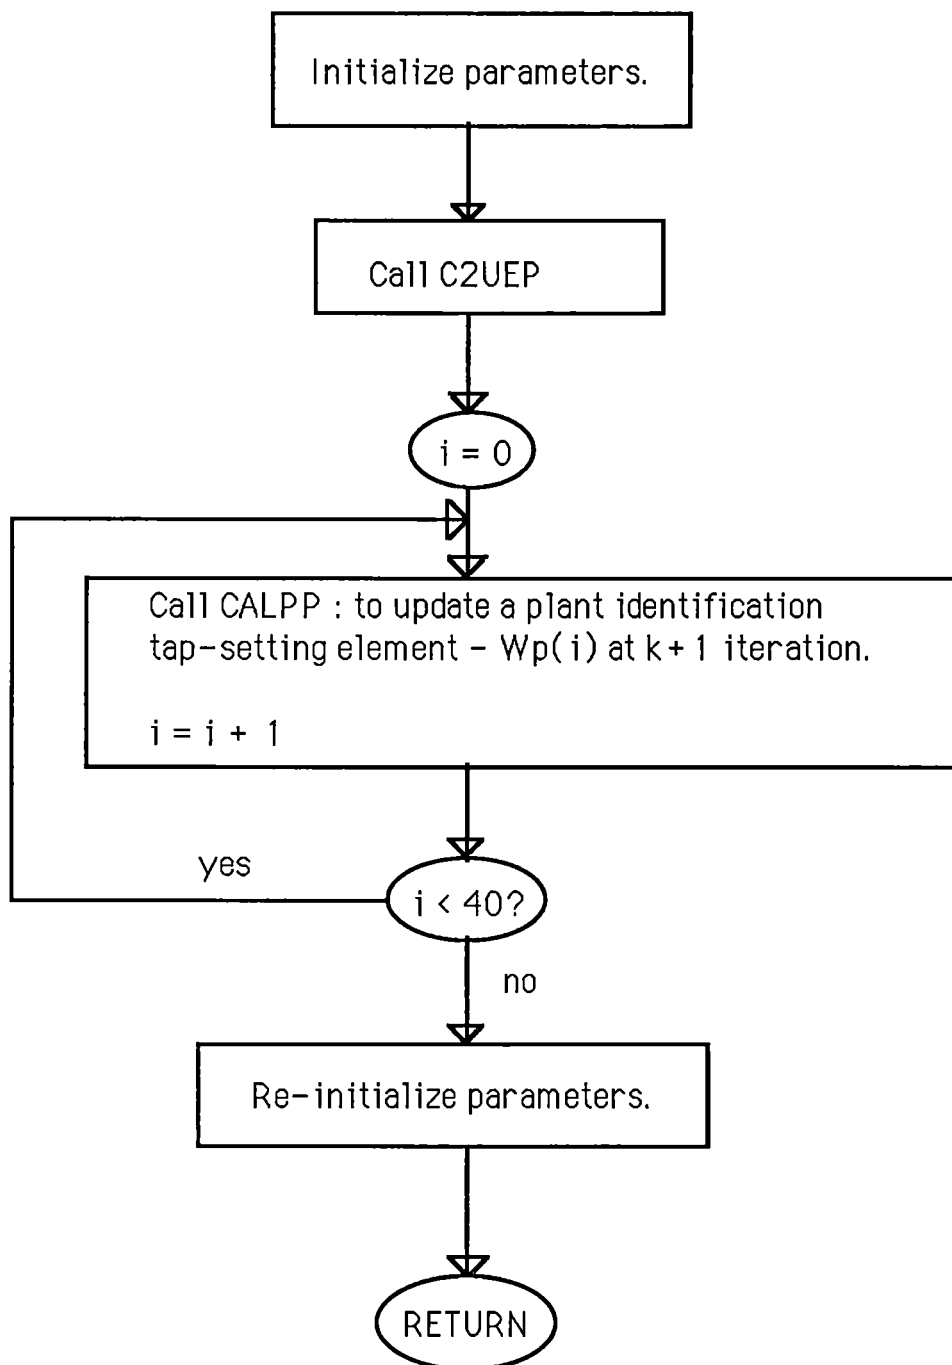 Initialize parameters.
Call C2UEP
i = 0
Call CALPP : to update a plant identification
tap-setting element - Wp(i) at k+1 iteration.
i = i + 1
yes
i < 40?
no
Re-initialize parameters.
RETURN